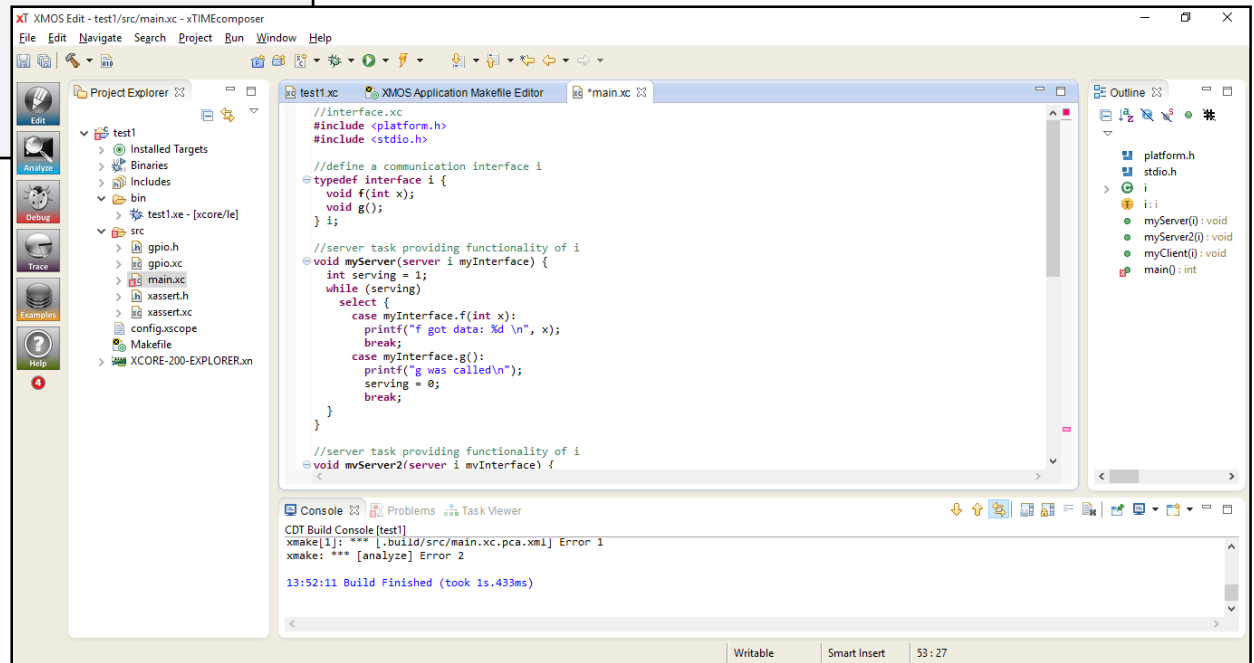 XMOS Edit - test1/src/main.xc - xTIMEcomposer
File Edit Navigate Search Project Run Window Help
Edit
Analyze
Debug
Trace
Examples
Help
4
Project Explorer
test1
Installed Targets
Binaries
Includes
bin
test1.xe - [xcore/le]
src
gpio.h
gpio.xc
main.xc
xassert.h
xassert.xc
config.xscope
Makefile
XCORE-200-EXPLORER.xn
test1.xc XMOS Application Makefile Editor *main.xc
//interface.xc
#include <platform.h>
#include <stdio.h>
//define a communication interface i
typedef interface i {
void f(int x);
void g();
} i;
//server task providing functionality of i
void myServer(server i myInterface) {
int serving = 1;
while (serving)
select {
case myInterface.f(int x):
printf("f got data: %d \n", x);
break;
case myInterface.g():
printf("g was called\n");
serving = 0;
break;
}
}
//server task providing functionality of i
void myServer2(server i myInterface) {
Outline
platform.h
stdio.h
i
i : i
myServer(i) : void
myServer2(i) : void
myClient(i) : void
main() : int
Console Problems Task Viewer
CDT Build Console [test1]
xmake[1]: *** [.build/src/main.xc.pca.xml] Error 1
xmake: *** [analyze] Error 2
13:52:11 Build Finished (took 1s.433ms)
Writable Smart Insert 53 : 27